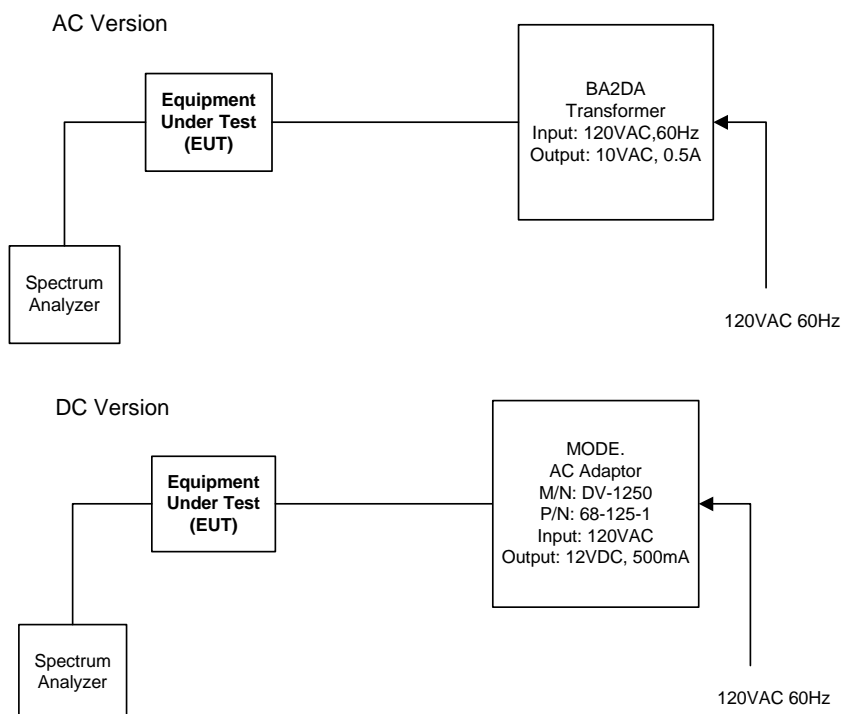 AC Version
Equipment
Under Test
(EUT)
BA2DA
Transformer
Input: 120VAC,60Hz
Output: 10VAC, 0.5A
Spectrum
Analyzer
120VAC 60Hz
DC Version
Equipment
Under Test
(EUT)
MODE.
AC Adaptor
M/N: DV-1250
P/N: 68-125-1
Input: 120VAC
Output: 12VDC, 500mA
Spectrum
Analyzer
120VAC 60Hz